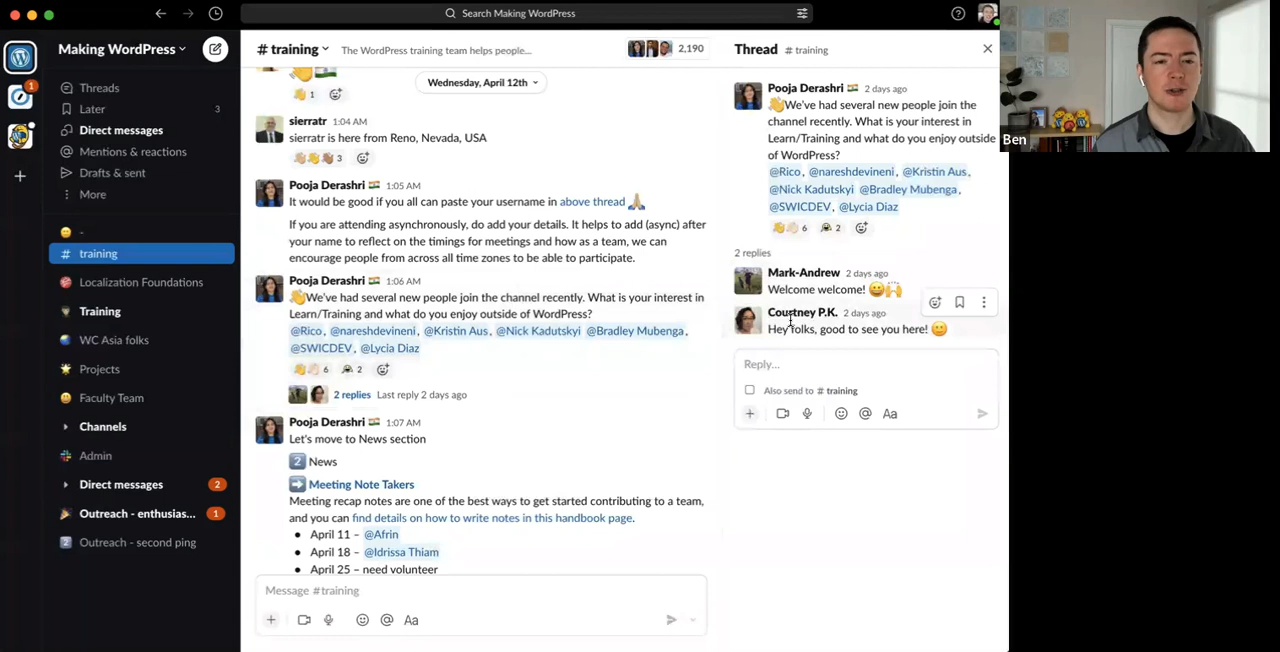 Search Making WordPress
Making WordPress
1
Threads
Later 3
Direct messages
Mentions & reactions
Drafts & sent
More
-
# training
Localization Foundations
Training
WC Asia folks
Projects
Faculty Team
Channels
Admin
Direct messages 2
Outreach - enthusias... 1
2 Outreach - second ping
# training The WordPress training team helps people... 2,190
Wednesday, April 12th
1
sierratr 1:04 AM
sierratr is here from Reno, Nevada, USA
3
Pooja Derashri 1:05 AM
It would be good if you all can paste your username in above thread
If you are attending asynchronously, do add your details. It helps to add (async) after
your name to reflect on the timings for meetings and how as a team, we can
encourage people from across all time zones to be able to participate.
Pooja Derashri 1:06 AM
We've had several new people join the channel recently. What is your interest in
Learn/Training and what do you enjoy outside of WordPress?
@Rico, @nareshdevineni, @Kristin Aus, @Nick Kadutskyi @Bradley Mubenga,
@SWICDEV, @Lycia Diaz
6 2
2 replies Last reply 2 days ago
Pooja Derashri 1:07 AM
Let's move to News section
2 News
Meeting Note Takers
Meeting recap notes are one of the best ways to get started contributing to a team,
and you can find details on how to write notes in this handbook page.
• April 11 – @Afrin
• April 18 – @Idrissa Thiam
• April 25 – need volunteer
Message #training
Aa
Thread # training
Pooja Derashri 2 days ago
We've had several new people join the
channel recently. What is your interest in
Learn/Training and what do you enjoy outside
of WordPress?
@Rico, @nareshdevineni, @Kristin Aus,
@Nick Kadutskyi @Bradley Mubenga,
@SWICDEV, @Lycia Diaz
6 2
2 replies
Mark-Andrew 2 days ago
Welcome welcome!
Courtney P.K. 2 days ago
Hey folks, good to see you here!
Reply...
Also send to # training
Aa
Ben